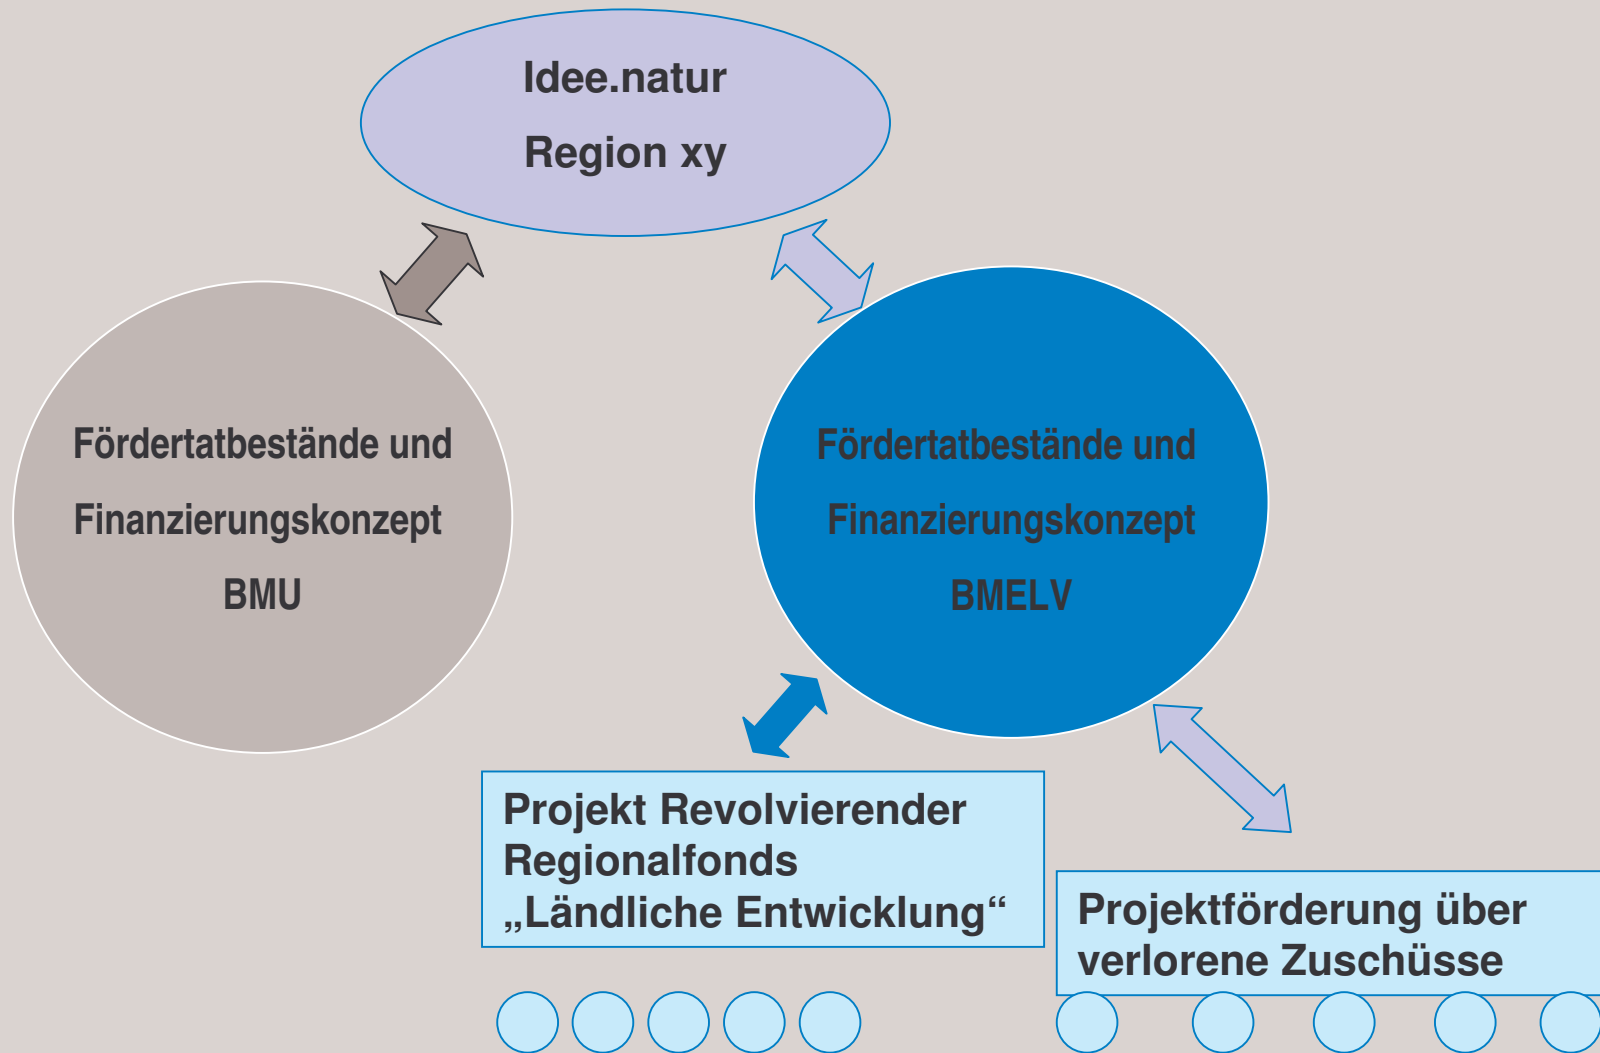 Idee.natur
Region xy
Fördertatbestände und
Finanzierungskonzept
BMU
Fördertatbestände und
Finanzierungskonzept
BMELV
Projekt Revolvierender
Regionalfonds
„Ländliche Entwicklung“
Projektförderung über
verlorene Zuschüsse